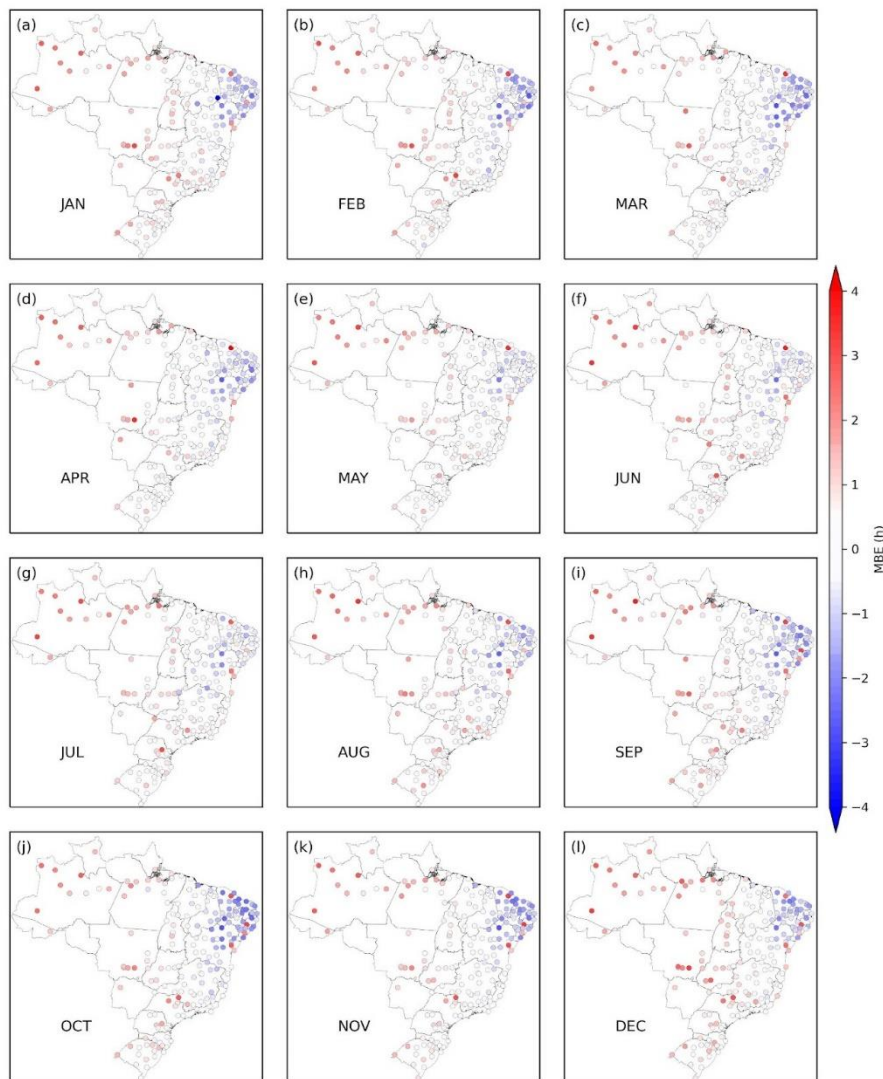 (a)
JAN
(b)
FEB
(c)
MAR
(d)
APR
(e)
MAY
(f)
JUN
(g)
JUL
(h)
AUG
(i)
SEP
(j)
OCT
(k)
NOV
(l)
DEC
4
3
2
1
0
−1
−2
−3
−4
MBE (h)